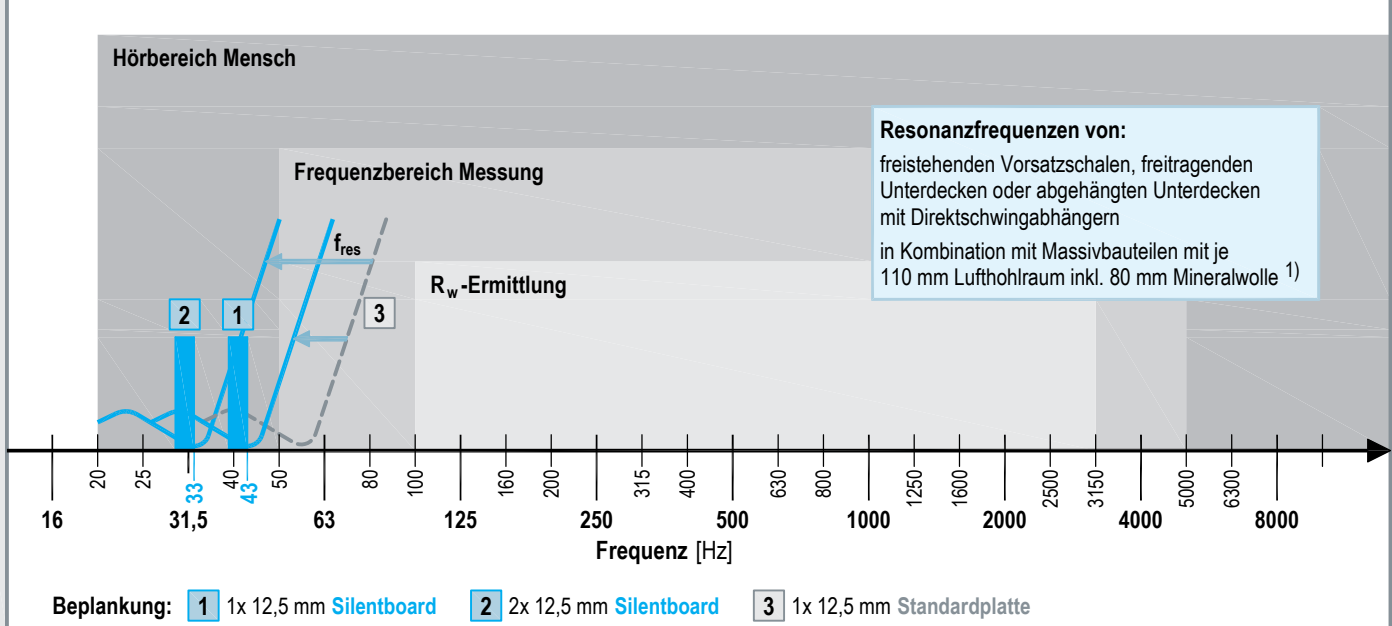 Hörbereich Mensch
Resonanzfrequenzen von:
freistehenden Vorsatzschalen, freitragenden
Unterdecken oder abgehängten Unterdecken
mit Direktschwingabhängern
in Kombination mit Massivbauteilen mit je
110 mm Lufthohlraum inkl. 80 mm Mineralwolle 1)
Frequenzbereich Messung
fres
Rw-Ermittlung
2 1 3
20 25 33 40 43 50 80 100 160 200 315 400 630 800 1250 1600 2500 3150 5000 6300
16 31,5 63 125 250 500 1000 2000 4000 8000
Frequenz [Hz]
Beplankung: 1 1x 12,5 mm Silentboard 2 2x 12,5 mm Silentboard 3 1x 12,5 mm Standardplatte